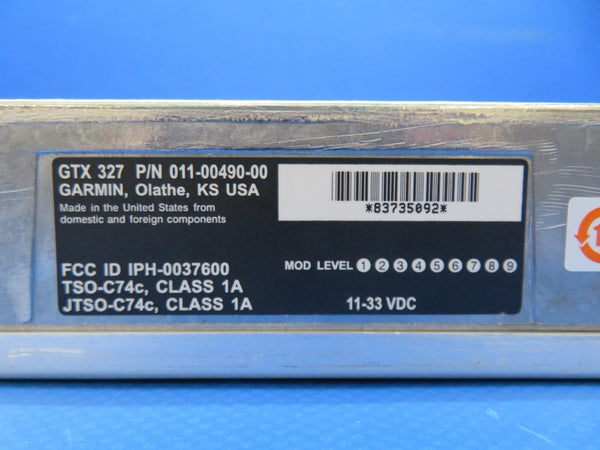 GTX 327 P/N 011-00490-00
GARMIN, Olathe, KS USA
Made in the United States from
domestic and foreign components
*83735092*
FCC ID IPH-0037600
TSO-C74c, CLASS 1A
JTSO-C74c, CLASS 1A
MOD LEVEL 1 2 3 4 5 6 7 8 9
11-33 VDC